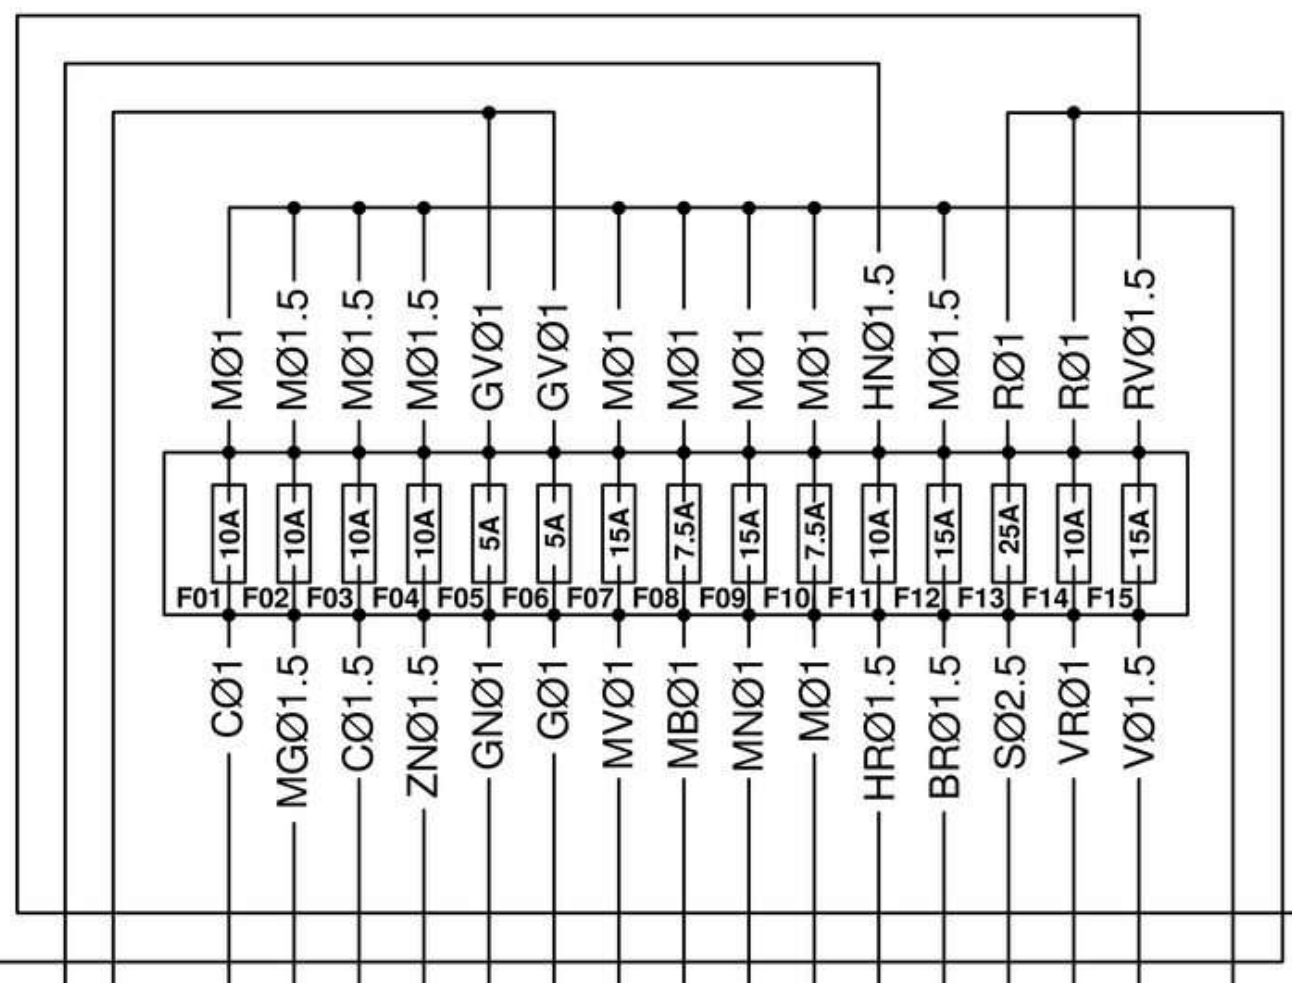 MØ1 MØ1.5 MØ1.5 MØ1.5 GVØ1 GVØ1 MØ1 MØ1 MØ1 MØ1 HNØ1.5 MØ1.5 RØ1 RØ1 RVØ1.5
10A 10A 10A 10A 5A 5A 15A 7.5A 15A 7.5A 10A 15A 25A 10A 15A
F01 F02 F03 F04 F05 F06 F07 F08 F09 F10 F11 F12 F13 F14 F15
CØ1 MGØ1.5 CØ1.5 ZNØ1.5 GNØ1 GØ1 MVØ1 MBØ1 MNØ1 MØ1 HRØ1.5 BRØ1.5 SØ2.5 VRØ1 VØ1.5